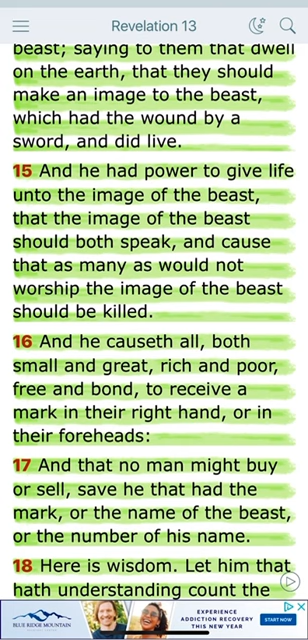 Revelation 13
beast; saying to them that dwell
on the earth, that they should
make an image to the beast,
which had the wound by a
sword, and did live.
15 And he had power to give life
unto the image of the beast,
that the image of the beast
should both speak, and cause
that as many as would not
worship the image of the beast
should be killed.
16 And he causeth all, both
small and great, rich and poor,
free and bond, to receive a
mark in their right hand, or in
their foreheads:
17 And that no man might buy
or sell, save he that had the
mark, or the name of the beast,
or the number of his name.
18 Here is wisdom. Let him that
hath understanding count the
BLUE RIDGE MOUNTAIN
EXPERIENCE
ADDICTION RECOVERY
THIS NEW YEAR
START NOW